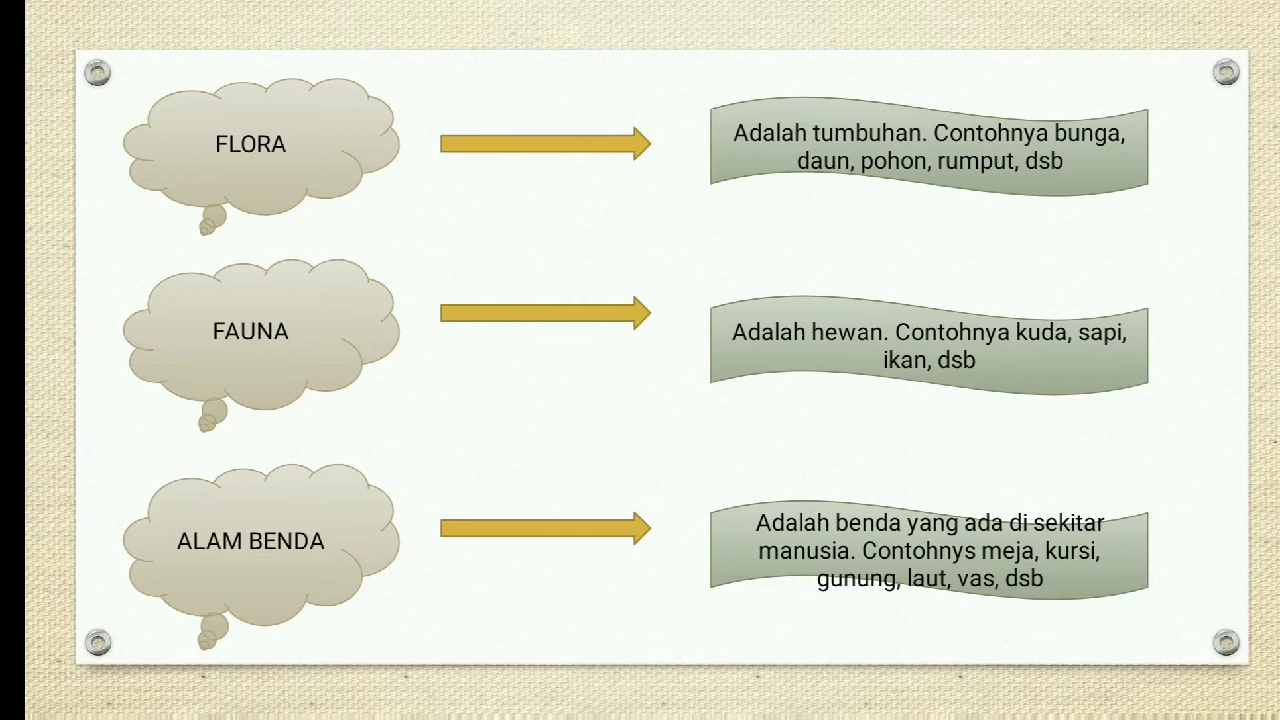 FLORA
Adalah tumbuhan. Contohnya bunga,
daun, pohon, rumput, dsb
FAUNA
Adalah hewan. Contohnya kuda, sapi,
ikan, dsb
ALAM BENDA
Adalah benda yang ada di sekitar
manusia. Contohnys meja, kursi,
gunung, laut, vas, dsb